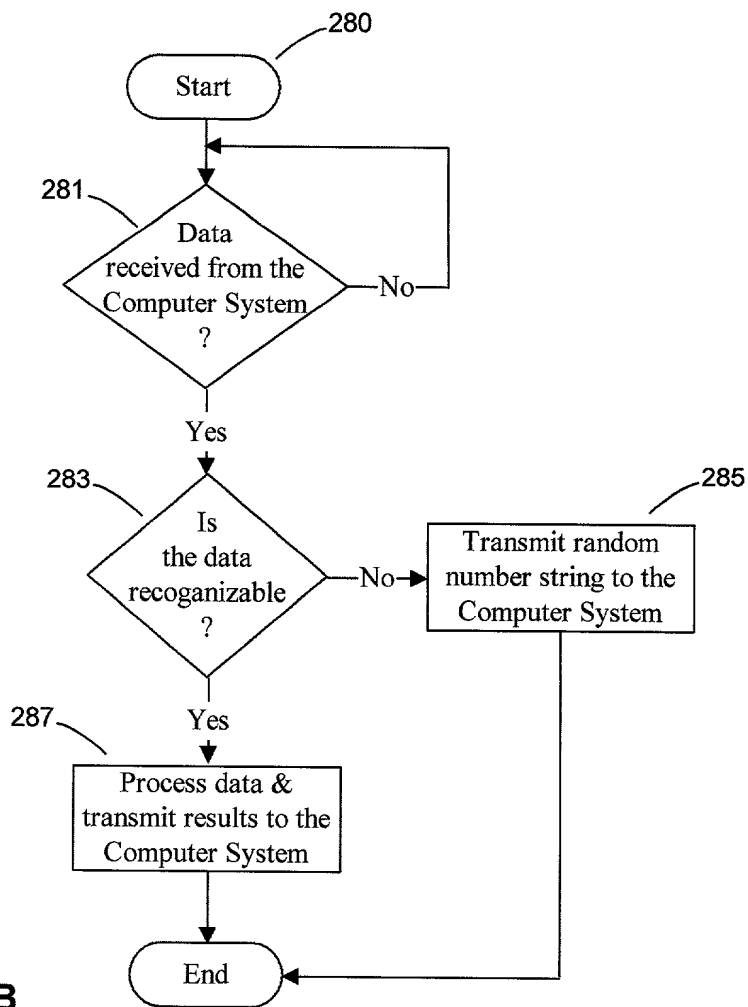 280
Start
281
Data
received from the
Computer System
?
No
Yes
283
Is
the data
recoganizable
?
No
285
Transmit random
number string to the
Computer System
Yes
287
Process data &
transmit results to the
Computer System
End
B